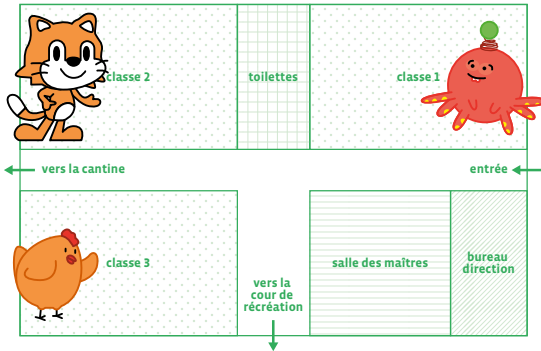 classe 2
toilettes
classe 1
vers la cantine
entrée
classe 3
vers la
cour de
récréation
salle des maîtres
bureau
direction